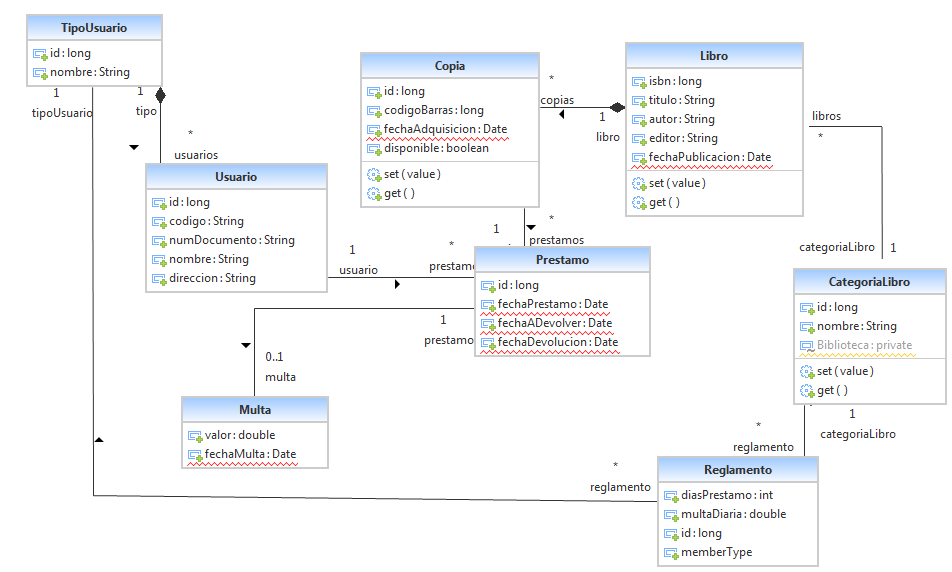 TipoUsuario
id:long
nombre:String
1
tipoUsuario
1
tipo
*
usuarios
Usuario
id:long
codigo:String
numDocumento:String
nombre:String
direccion:String
1
usuario
*
prestamo
Copia
id:long
codigoBarras:long
fechaAdquisicion:Date
disponible:boolean
set(value)
get()
*
copias
1
libro
Libro
isbn:long
titulo:String
autor:String
editor:String
fechaPublicacion:Date
set(value)
get()
libros
*
categoriaLibro
1
1
*
prestamos
Prestamo
id:long
fechaPrestamo:Date
fechaADevolver:Date
fechaDevolucion:Date
1
prestamo
0..1
multa
Multa
valor:double
fechaMulta:Date
CategoriaLibro
id:long
nombre:String
Biblioteca:private
set(value)
get()
1
categoriaLibro
*
reglamento
*
reglamento
Reglamento
diasPrestamo:int
multaDiaria:double
id:long
memberType